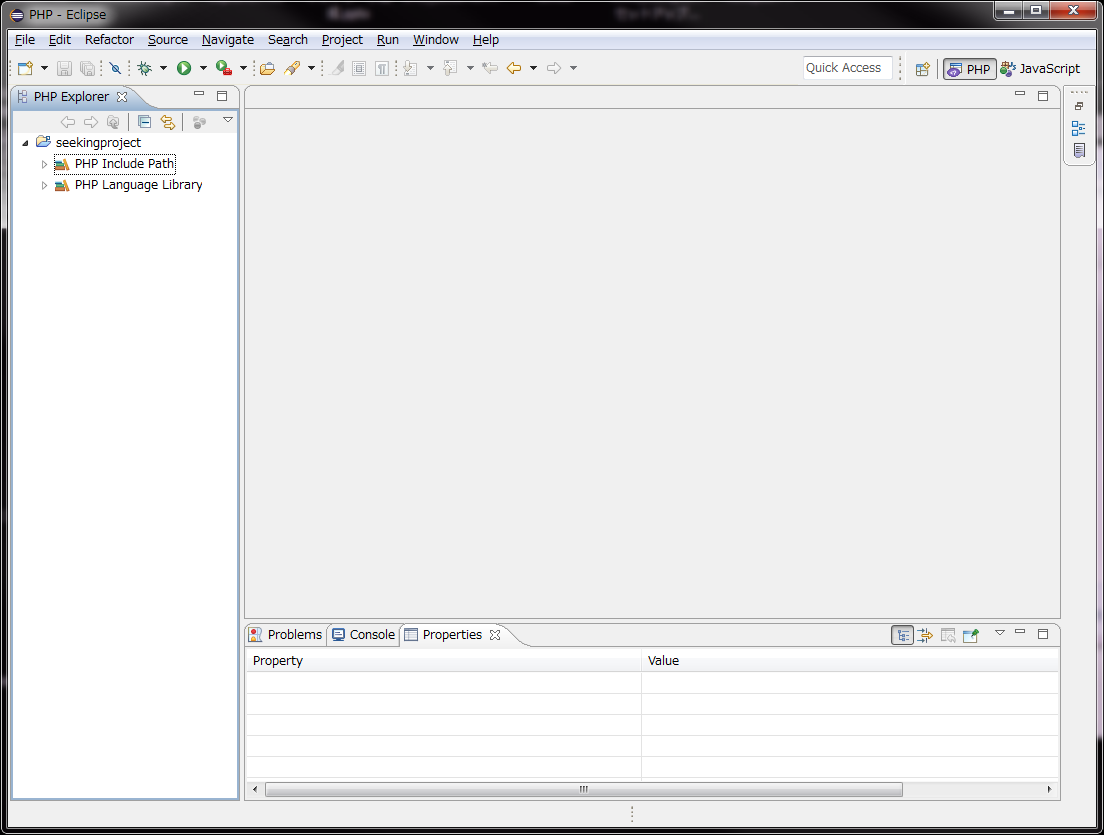 PHP - Eclipse
File Edit Refactor Source Navigate Search Project Run Window Help
Quick Access PHP JavaScript
PHP Explorer
seekingproject
PHP Include Path
PHP Language Library
Problems Console Properties
Property Value